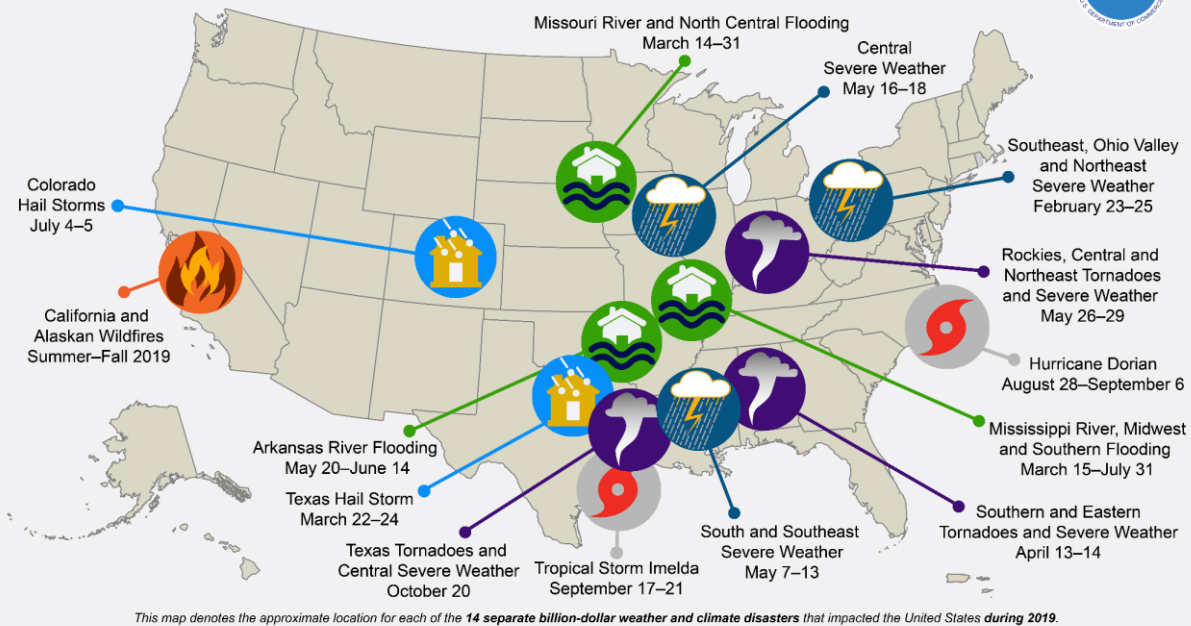 U.S. DEPARTMENT OF COMMERCE
Missouri River and North Central Flooding
March 14–31
Central
Severe Weather
May 16–18
Southeast, Ohio Valley
and Northeast
Severe Weather
February 23–25
Colorado
Hail Storms
July 4–5
Rockies, Central and
Northeast Tornadoes
and Severe Weather
May 26–29
California and
Alaskan Wildfires
Summer–Fall 2019
Hurricane Dorian
August 28–September 6
Arkansas River Flooding
May 20–June 14
Mississippi River, Midwest
and Southern Flooding
March 15–July 31
Texas Hail Storm
March 22–24
Southern and Eastern
Tornadoes and Severe Weather
April 13–14
South and Southeast
Severe Weather
May 7–13
Texas Tornadoes and
Central Severe Weather
October 20
Tropical Storm Imelda
September 17–21
This map denotes the approximate location for each of the 14 separate billion-dollar weather and climate disasters that impacted the United States during 2019.